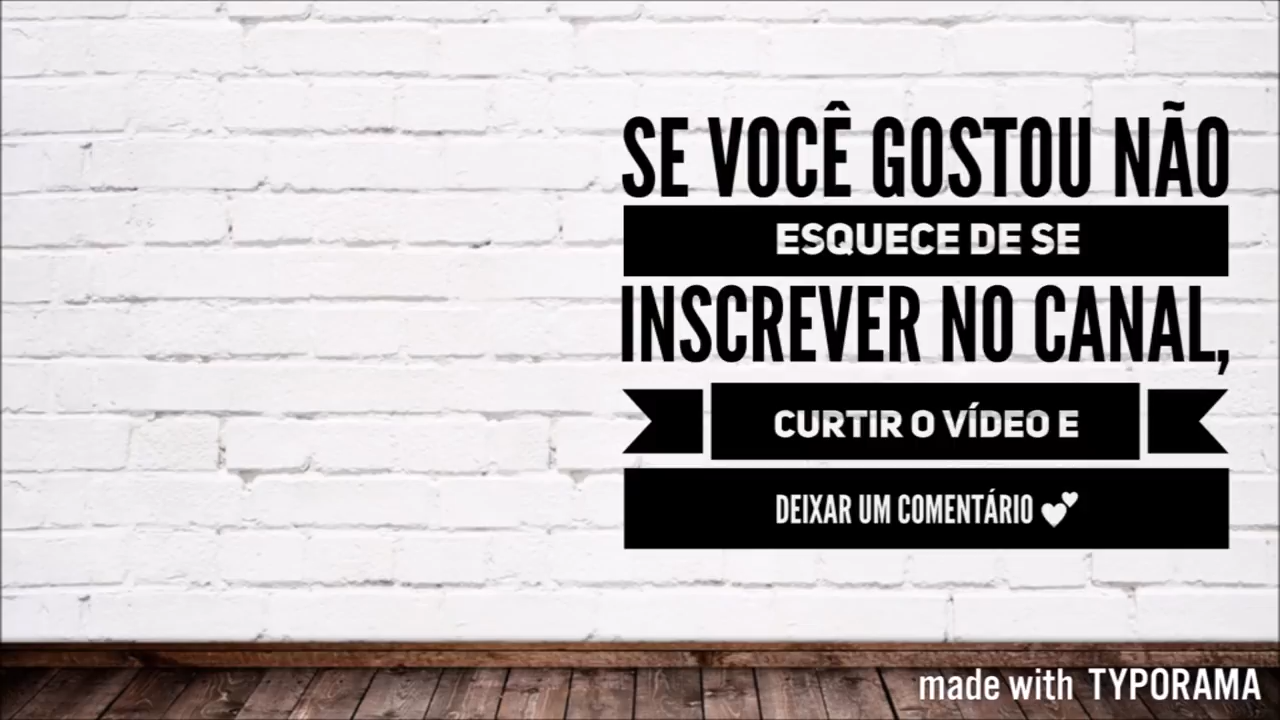 SE VOCÊ GOSTOU NÃO
ESQUECE DE SE
INSCREVER NO CANAL,
CURTIR O VÍDEO E
DEIXAR UM COMENTÁRIO 💕
made with TYPORAMA